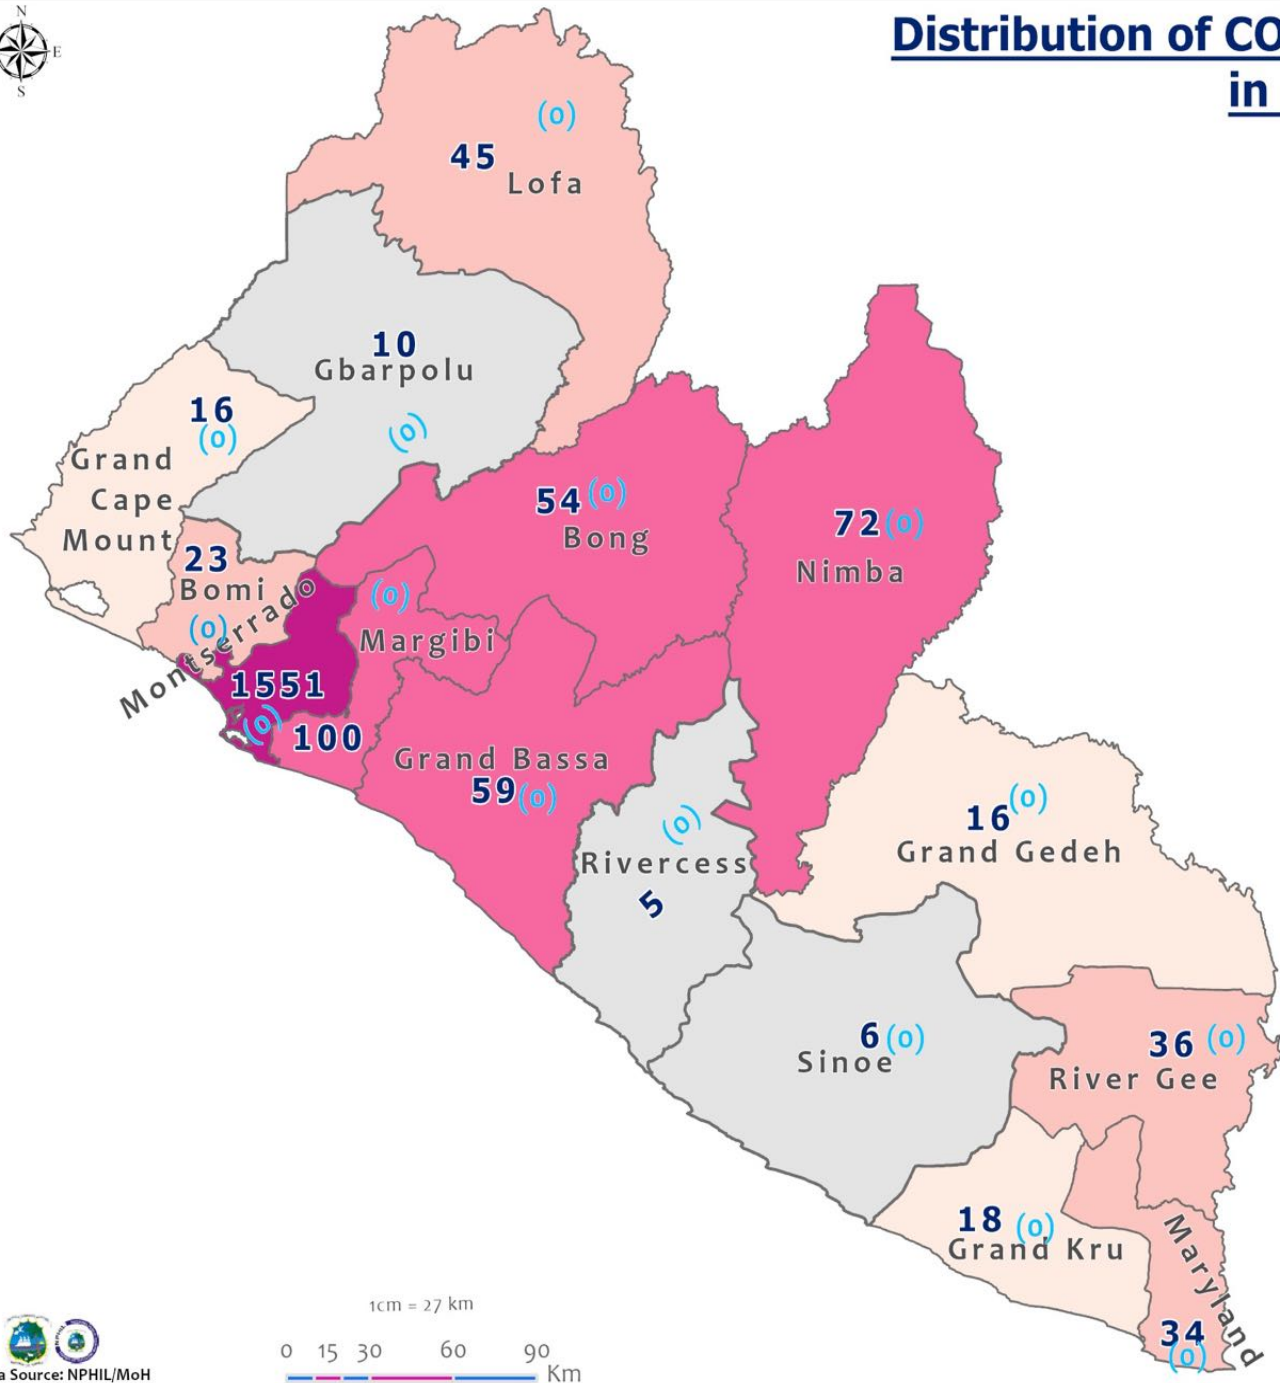 N
E
S
Distribution of CO
in
(0)
45
Lofa
10
Gbarpolu
(0)
16
(0)
Grand
Cape
Mount
54 (0)
Bong
72 (0)
Nimba
23
Bomi
(0)
Montserrado
1551
(0)
(0)
Margibi
100
Grand Bassa
59 (0)
(0)
Rivercess
5
16 (0)
Grand Gedeh
6 (0)
Sinoe
36 (0)
River Gee
18 (0)
Grand Kru
Maryland
34
(0)
1cm = 27 km
0 15 30 60 90
Km
a Source: NPHIL/MoH